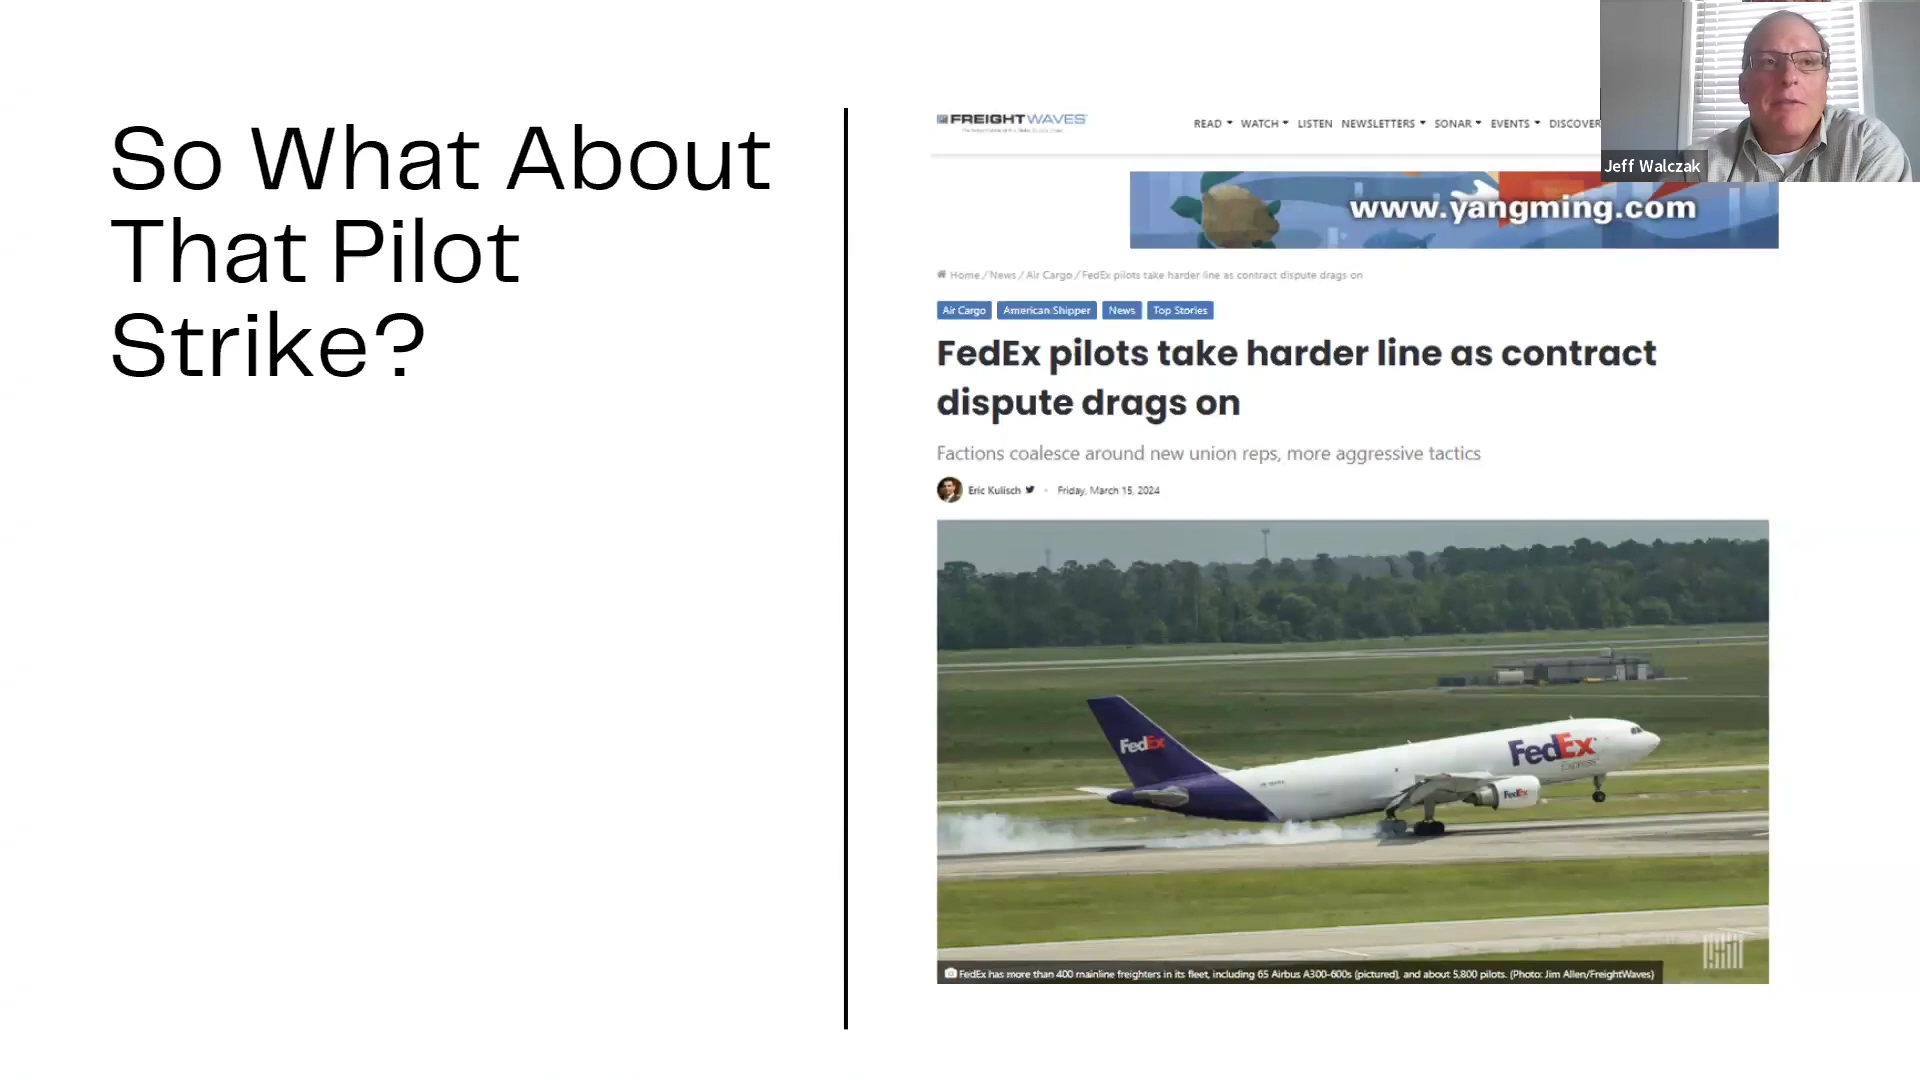 So What About
That Pilot
Strike?
FREIGHTWAVES
READ WATCH LISTEN NEWSLETTERS SONAR EVENTS DISCOVER
Jeff Walczak
www.yangming.com
Home / News / Air Cargo / FedEx pilots take harder line as contract dispute drags on
Air Cargo American Shipper News Top Stories
FedEx pilots take harder line as contract
dispute drags on
Factions coalesce around new union reps, more aggressive tactics
Eric Kulisch • Friday, March 15, 2024
FedEx
FedEx
Express
FedEx
FedEx has more than 400 mainline freighters in its fleet, including 65 Airbus A300-600s (pictured), and about 5,800 pilots. (Photo: Jim Allen/FreightWaves)